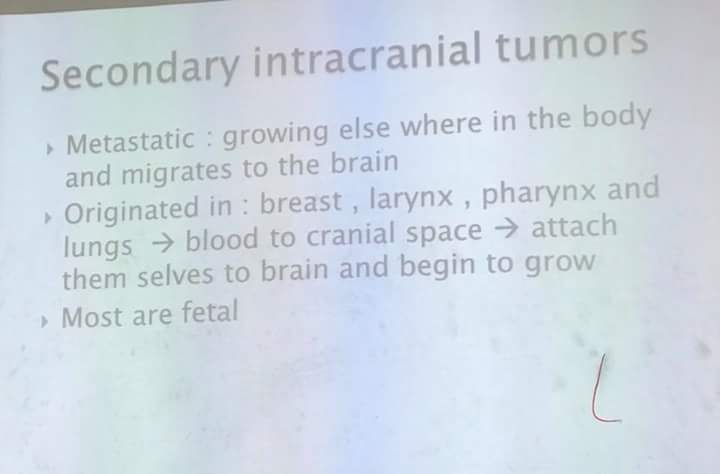 Secondary intracranial tumors
Metastatic : growing else where in the body
and migrates to the brain
Originated in : breast , larynx , pharynx and
lungs → blood to cranial space → attach
them selves to brain and begin to grow
Most are fetal